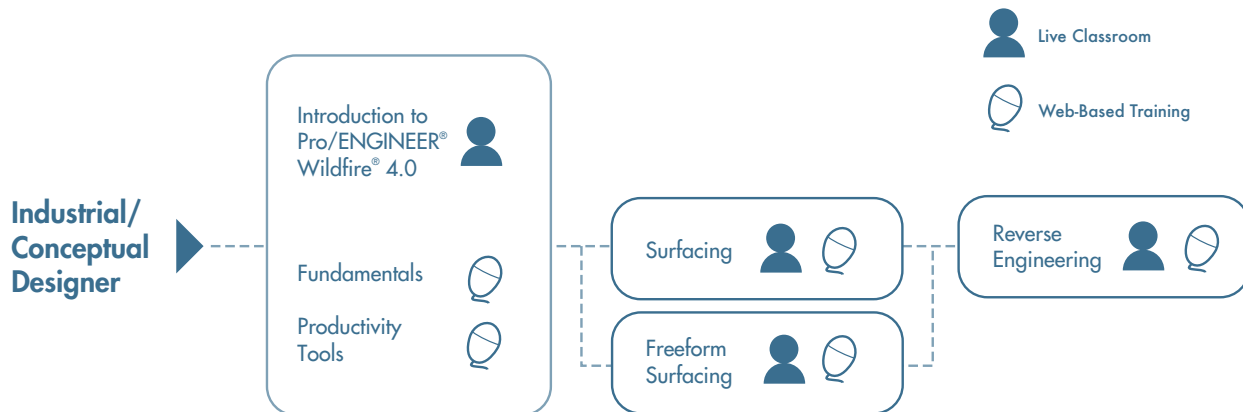 Live Classroom
Web-Based Training
Industrial/
Conceptual
Designer
Introduction to
Pro/ENGINEER®
Wildfire® 4.0
Fundamentals
Productivity
Tools
Surfacing
Freeform
Surfacing
Reverse
Engineering